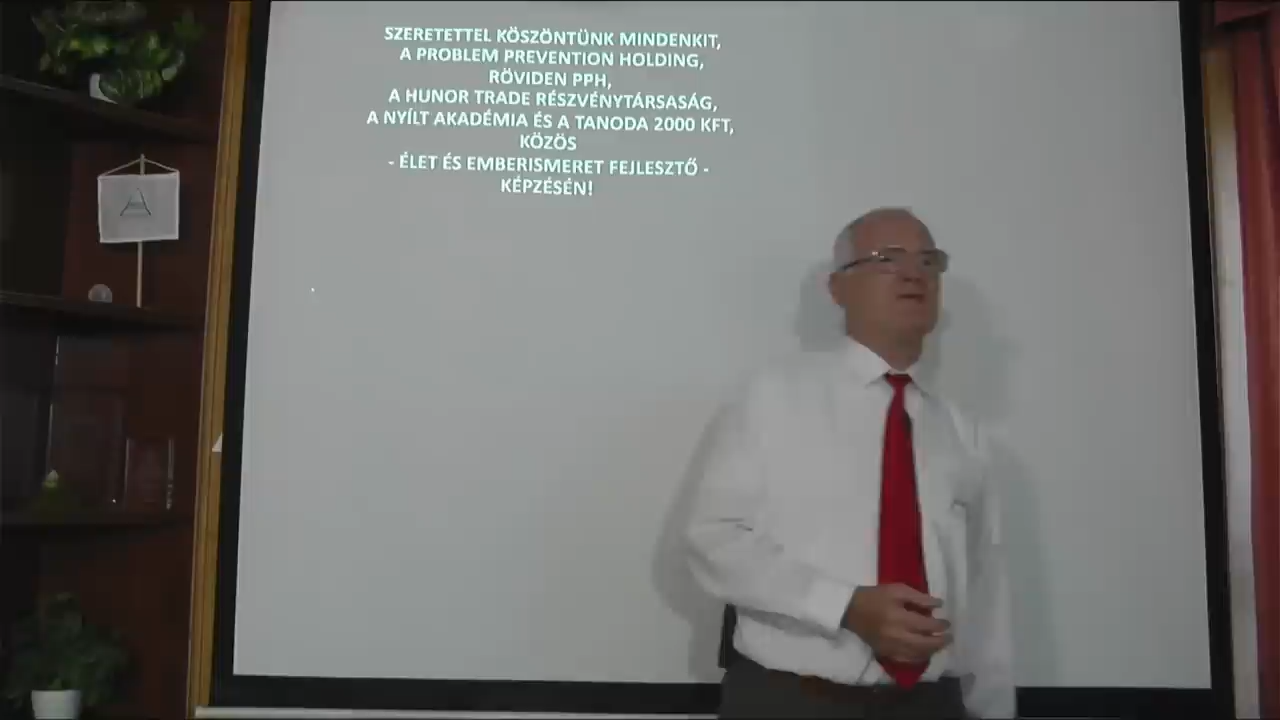 SZERETETTEL KÖSZÖNTÜNK MINDENKIT,
A PROBLEM PREVENTION HOLDING,
RÖVIDEN PPH,
A HUNOR TRADE RÉSZVÉNYTÁRSASÁG,
A NYÍLT AKADÉMIA ÉS A TANODA 2000 KFT,
KÖZÖS
- ÉLET ÉS EMBERISMERET FEJLESZTŐ -
KÉPZÉSÉN!